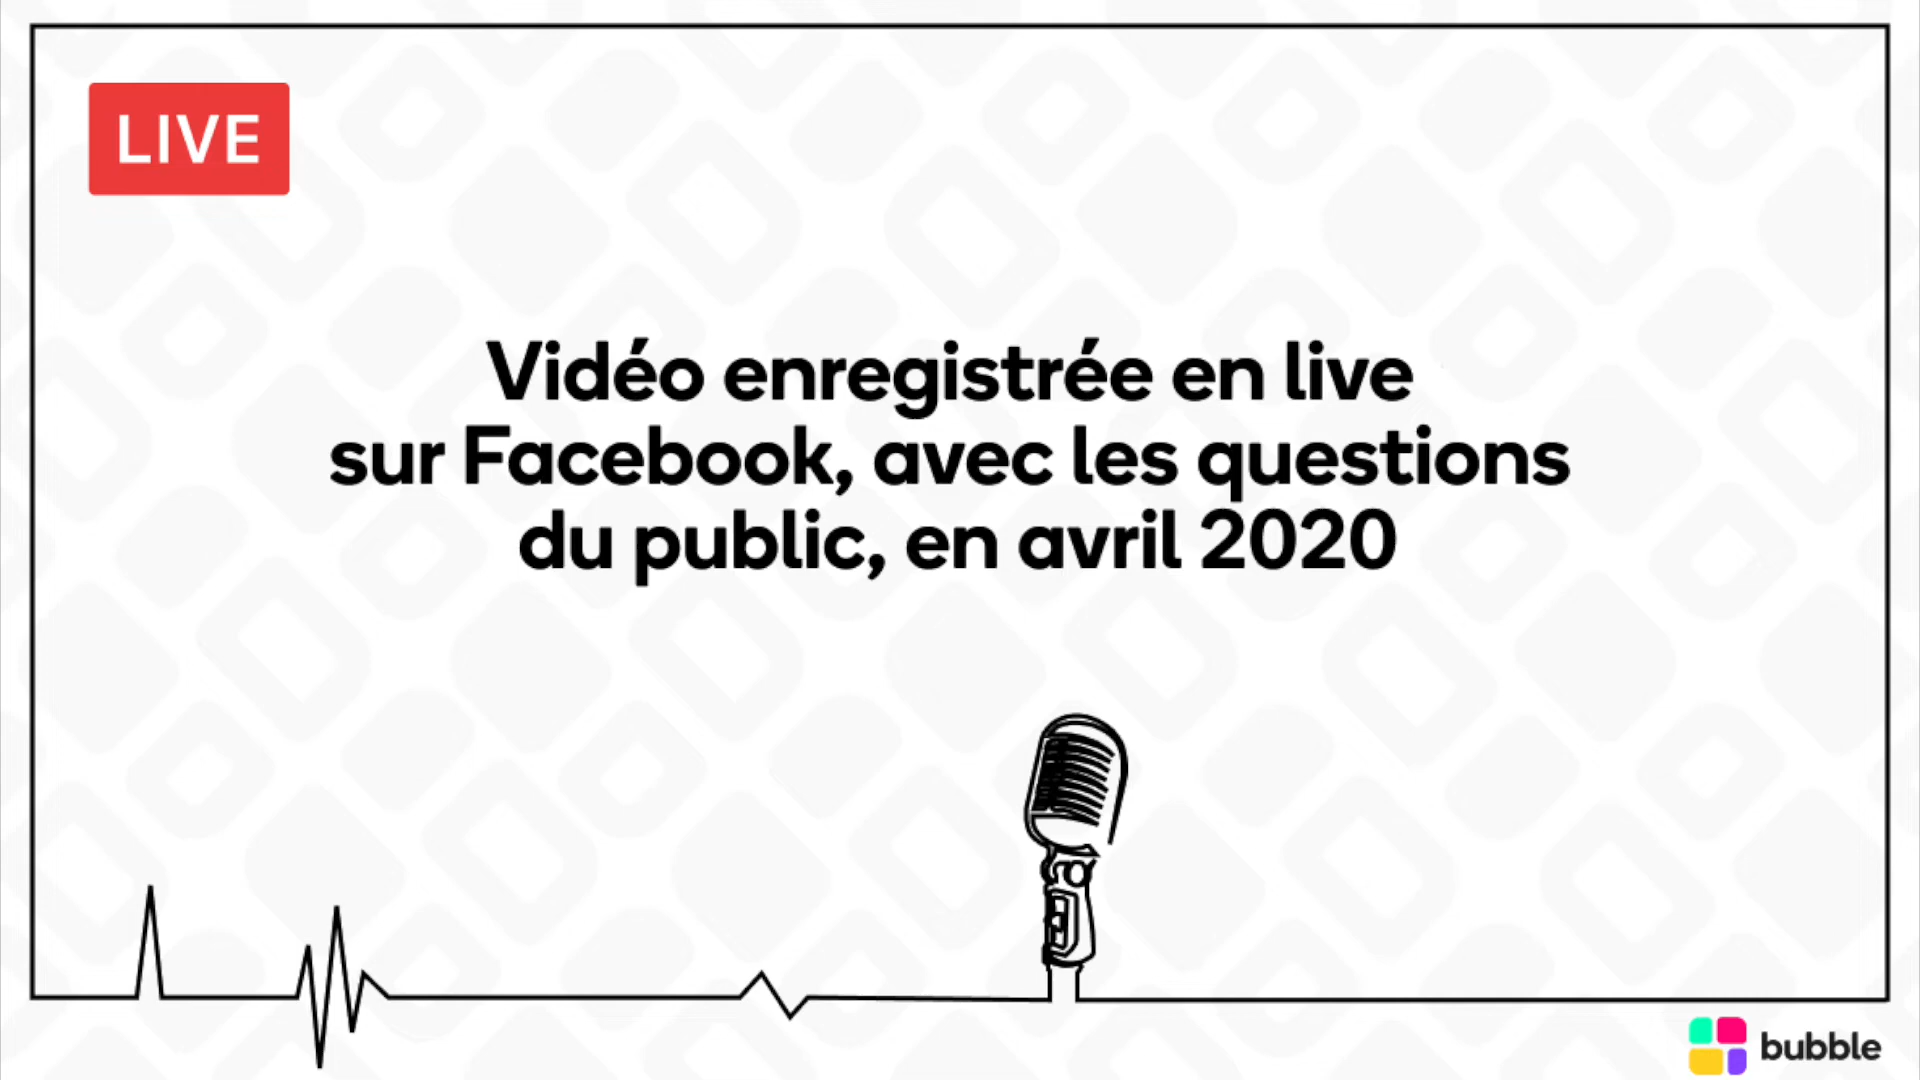 LIVE
Vidéo enregistrée en live
sur Facebook, avec les questions
du public, en avril 2020
bubble